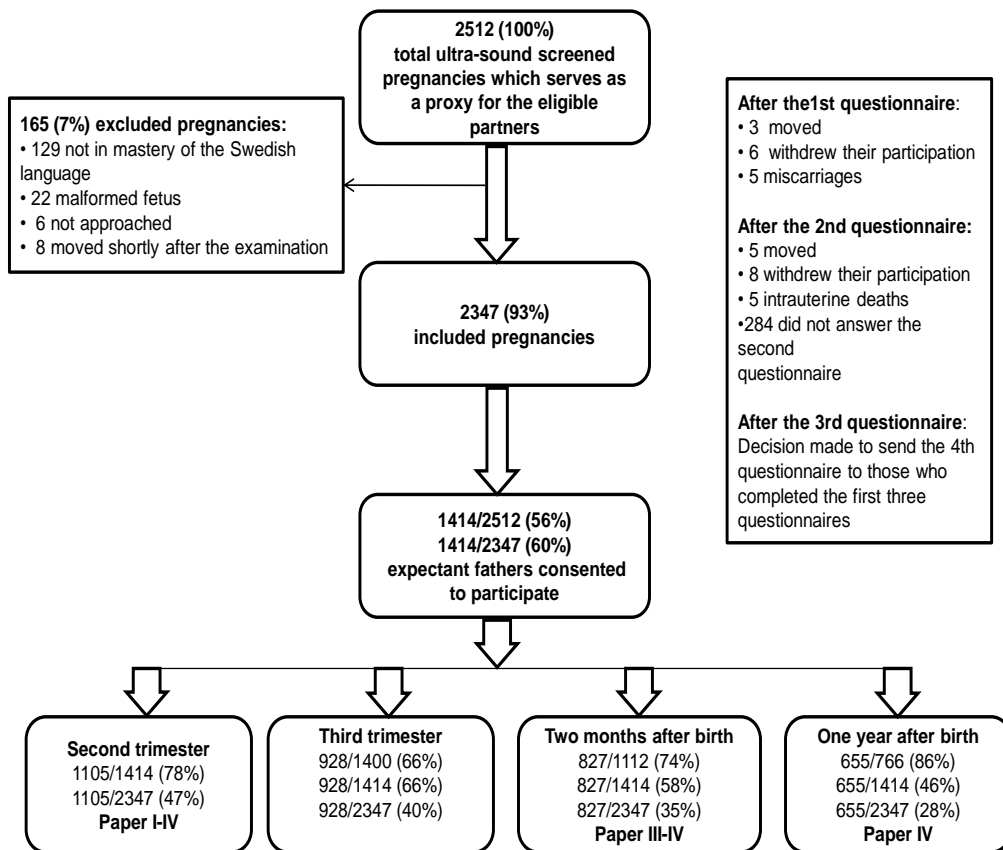 2512 (100%)
total ultra-sound screened
pregnancies which serves as
a proxy for the eligible
partners
165 (7%) excluded pregnancies:
• 129 not in mastery of the Swedish
language
• 22 malformed fetus
• 6 not approached
• 8 moved shortly after the examination
After the1st questionnaire:
• 3 moved
• 6 withdrew their participation
• 5 miscarriages
After the 2nd questionnaire:
• 5 moved
• 8 withdrew their participation
• 5 intrauterine deaths
•284 did not answer the
second
questionnaire
After the 3rd questionnaire:
Decision made to send the 4th
questionnaire to those who
completed the first three
questionnaires
2347 (93%)
included pregnancies
1414/2512 (56%)
1414/2347 (60%)
expectant fathers consented
to participate
Second trimester
1105/1414 (78%)
1105/2347 (47%)
Paper I-IV
Third trimester
928/1400 (66%)
928/1414 (66%)
928/2347 (40%)
Two months after birth
827/1112 (74%)
827/1414 (58%)
827/2347 (35%)
Paper III-IV
One year after birth
655/766 (86%)
655/1414 (46%)
655/2347 (28%)
Paper IV